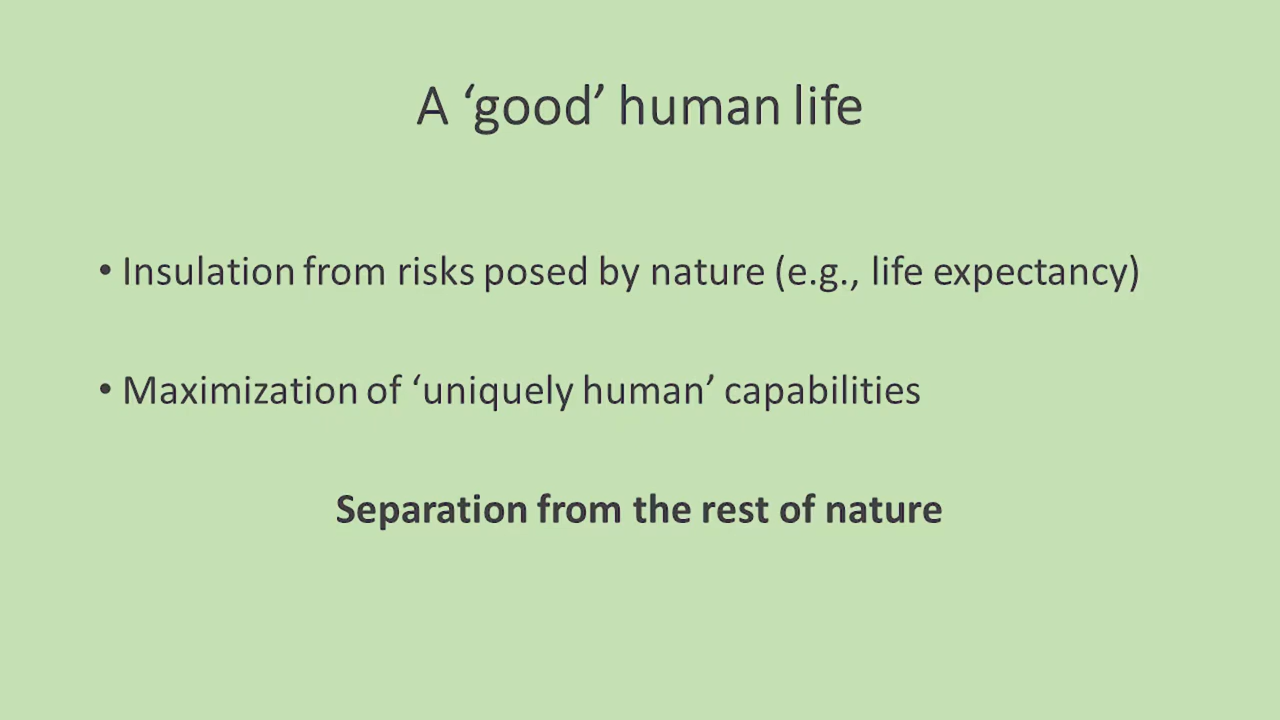 A ‘good’ human life
• Insulation from risks posed by nature (e.g., life expectancy)
• Maximization of ‘uniquely human’ capabilities
Separation from the rest of nature